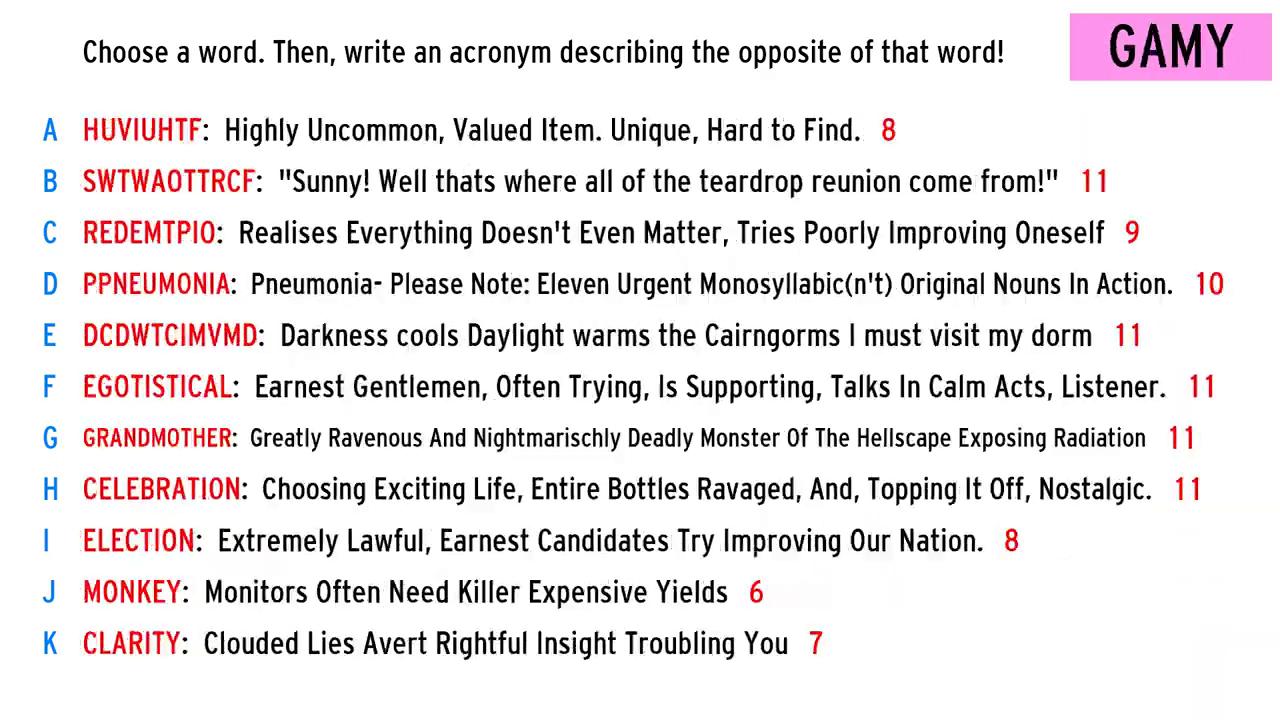 Choose a word. Then, write an acronym describing the opposite of that word!
GAMY
A HUVIUHTF: Highly Uncommon, Valued Item. Unique, Hard to Find. 8
B SWTWAOTTRCF: "Sunny! Well thats where all of the teardrop reunion come from!" 11
C REDEMTPIO: Realises Everything Doesn't Even Matter, Tries Poorly Improving Oneself 9
D PPNEUMONIA: Pneumonia- Please Note: Eleven Urgent Monosyllabic(n't) Original Nouns In Action. 10
E DCDWTCIMVMD: Darkness cools Daylight warms the Cairngorms I must visit my dorm 11
F EGOTISTICAL: Earnest Gentlemen, Often Trying, Is Supporting, Talks In Calm Acts, Listener. 11
G GRANDMOTHER: Greatly Ravenous And Nightmarischly Deadly Monster Of The Hellscape Exposing Radiation 11
H CELEBRATION: Choosing Exciting Life, Entire Bottles Ravaged, And, Topping It Off, Nostalgic. 11
I ELECTION: Extremely Lawful, Earnest Candidates Try Improving Our Nation. 8
J MONKEY: Monitors Often Need Killer Expensive Yields 6
K CLARITY: Clouded Lies Avert Rightful Insight Troubling You 7